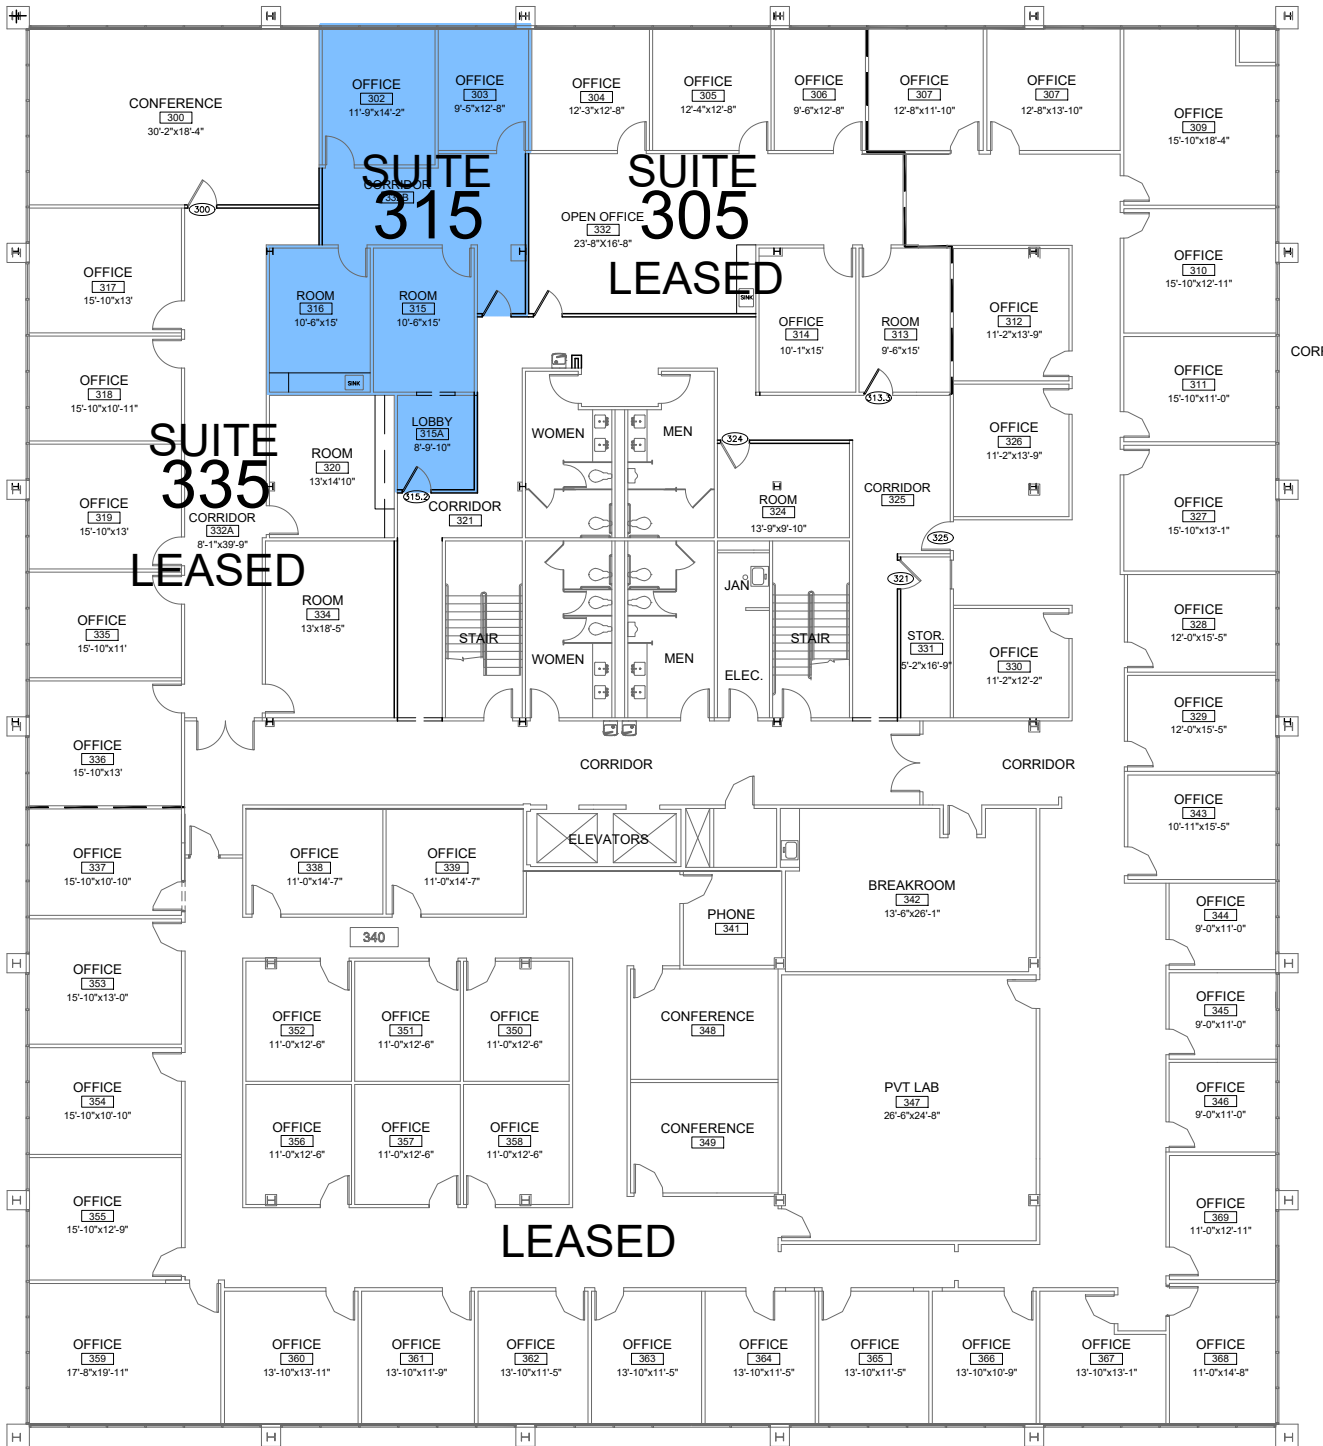 CONFERENCE
300
30'-2"x18'-4"
OFFICE
302
11'-9"x14'-2"
OFFICE
303
9'-5"x12'-8"
OFFICE
304
12'-3"x12'-8"
OFFICE
305
12'-4"x12'-8"
OFFICE
306
9'-6"x12'-8"
OFFICE
307
12'-8"x11'-10"
OFFICE
307
12'-8"x13'-10"
OFFICE
309
15'-10"x18'-4"
SUITE
315
CORRIDOR
332B
SUITE
305
LEASED
OPEN OFFICE
332
23'-8"X16'-8"
300
OFFICE
317
15'-10"x13'
ROOM
316
10'-6"x15'
SINK
ROOM
315
10'-6"x15'
SINK
OFFICE
314
10'-1"x15'
ROOM
313
9'-6"x15'
313.3
OFFICE
312
11'-2"x13'-9"
OFFICE
310
15'-10"x12'-11"
CORF
OFFICE
318
15'-10"x10'-11"
OFFICE
311
15'-10"x11'-0"
SUITE
335
LEASED
LOBBY
315A
8'-9'-10"
315.2
ROOM
320
13'x14'10"
WOMEN
MEN
324
ROOM
324
13'-9"x9'-10"
CORRIDOR
325
OFFICE
326
11'-2"x13'-9"
OFFICE
319
15'-10"x13'
CORRIDOR
332A
8'-1"x39'-9"
CORRIDOR
321
OFFICE
327
15'-10"x13'-1"
325
321
OFFICE
335
15'-10"x11'
ROOM
334
13'x18'-5"
STAIR
WOMEN
MEN
JAN
ELEC.
STAIR
STOR.
331
5'-2"x16'-9"
OFFICE
330
11'-2"x12'-2"
OFFICE
328
12'-0"x15'-5"
OFFICE
329
12'-0"x15'-5"
OFFICE
336
15'-10"x13'
CORRIDOR
CORRIDOR
OFFICE
343
10'-11"x15'-5"
OFFICE
337
15'-10"x10'-10"
OFFICE
338
11'-0"x14'-7"
OFFICE
339
11'-0"x14'-7"
ELEVATORS
BREAKROOM
342
13'-6"x26'-1"
PHONE
341
340
OFFICE
344
9'-0"x11'-0"
OFFICE
353
15'-10"x13'-0"
OFFICE
352
11'-0"x12'-6"
OFFICE
351
11'-0"x12'-6"
OFFICE
350
11'-0"x12'-6"
CONFERENCE
348
OFFICE
345
9'-0"x11'-0"
OFFICE
354
15'-10"x10'-10"
OFFICE
356
11'-0"x12'-6"
OFFICE
357
11'-0"x12'-6"
OFFICE
358
11'-0"x12'-6"
CONFERENCE
349
PVT LAB
347
26'-6"x24'-8"
OFFICE
346
9'-0"x11'-0"
OFFICE
355
15'-10"x12'-9"
LEASED
OFFICE
369
11'-0"x12'-11"
OFFICE
359
17'-8"x19'-11"
OFFICE
360
13'-10"x13'-11"
OFFICE
361
13'-10"x11'-9"
OFFICE
362
13'-10"x11'-5"
OFFICE
363
13'-10"x11'-5"
OFFICE
364
13'-10"x11'-5"
OFFICE
365
13'-10"x11'-5"
OFFICE
366
13'-10"x10'-9"
OFFICE
367
13'-10"x13'-1"
OFFICE
368
11'-0"x14'-8"